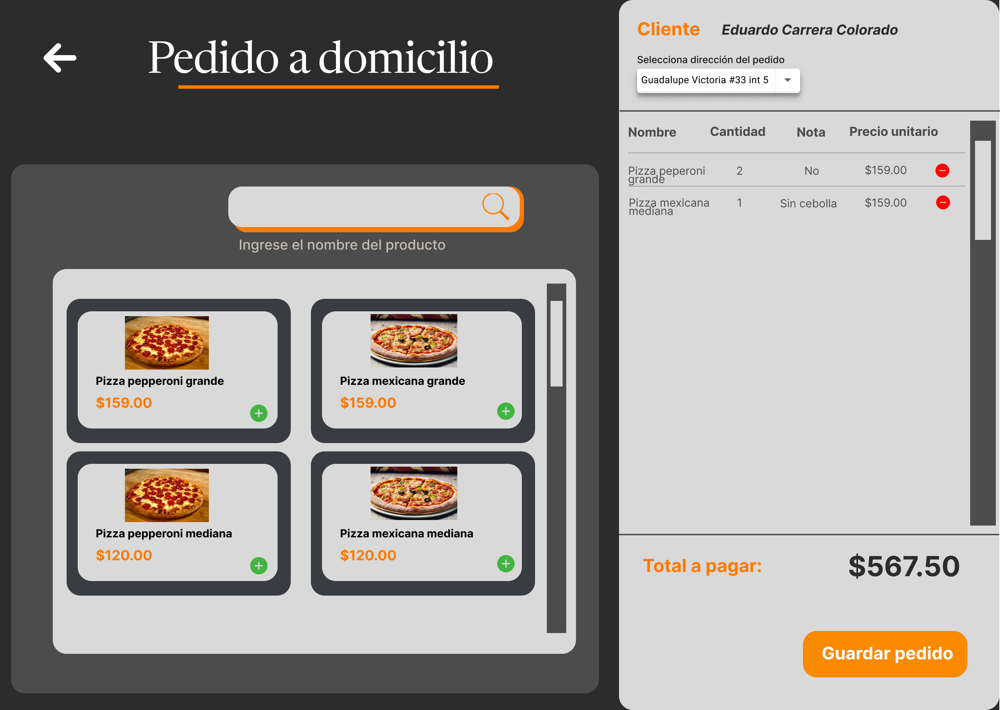 Pedido a domicilio
Ingrese el nombre del producto
Pizza pepperoni grande
$159.00
Pizza mexicana grande
$159.00
Pizza pepperoni mediana
$120.00
Pizza mexicana mediana
$120.00
Cliente Eduardo Carrera Colorado
Selecciona dirección del pedido
Guadalupe Victoria #33 int 5
Nombre Cantidad Nota Precio unitario
Pizza peperoni 2 No $159.00
grande
Pizza mexicana 1 Sin cebolla $159.00
mediana
Total a pagar: $567.50
Guardar pedido